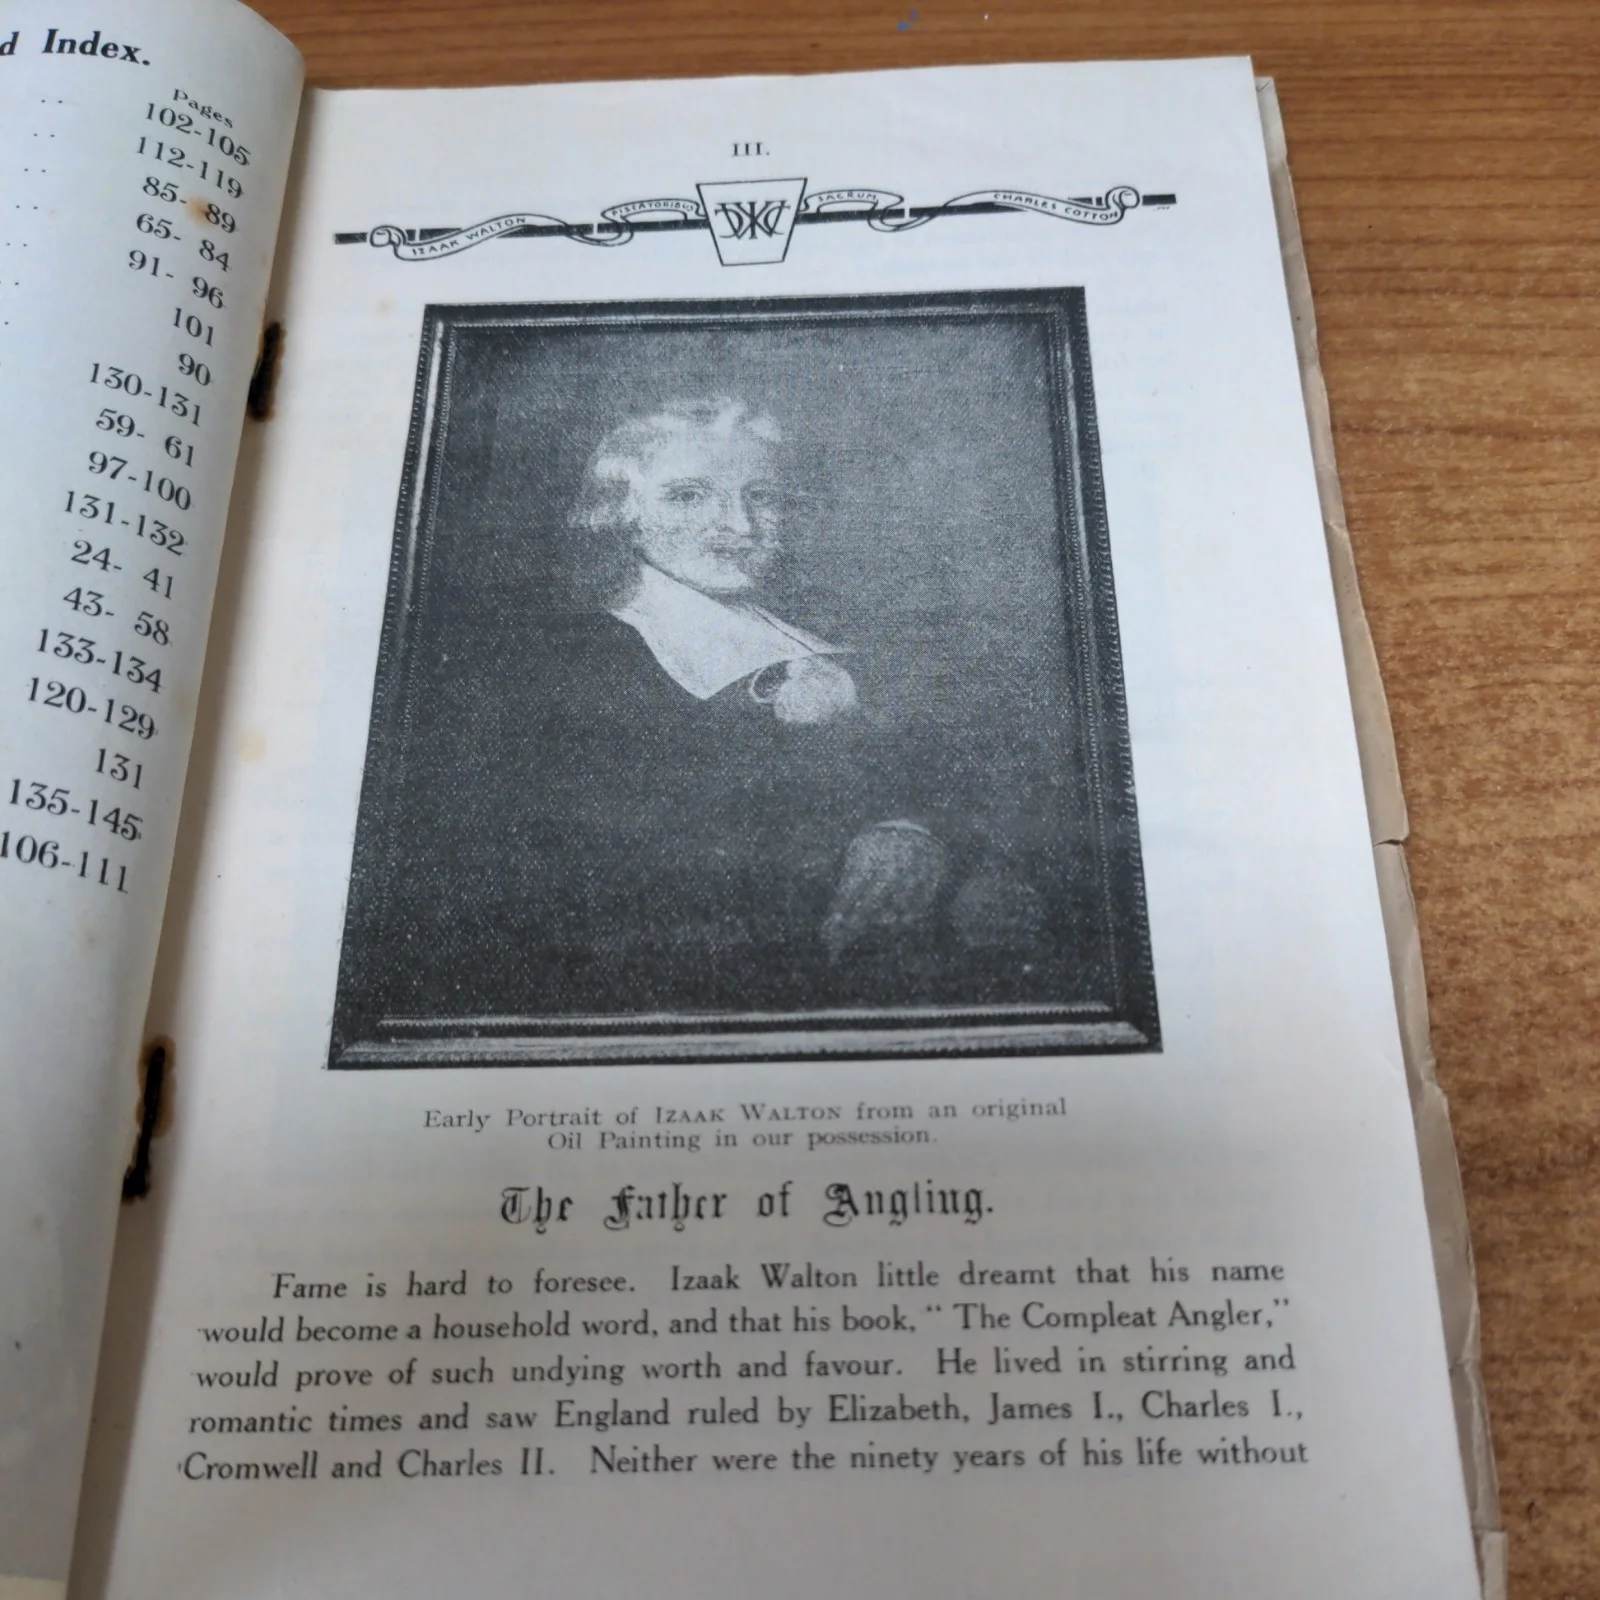 d Index.
Pages
102-105
112-119
85- 89
65- 84
91- 96
101
90
130-131
59- 61
97-100
131-132
24- 41
43- 58
133-134
120-129
131
135-145
106-111
III.
IZAAK WALTON PISCATORIBUS SACRUM CHARLES COTTON
Early Portrait of IZAAK WALTON from an original
Oil Painting in our possession.
The Father of Angling.
Fame is hard to foresee. Izaak Walton little dreamt that his name
would become a household word, and that his book, “ The Compleat Angler,”
would prove of such undying worth and favour. He lived in stirring and
romantic times and saw England ruled by Elizabeth, James I., Charles I.,
Cromwell and Charles II. Neither were the ninety years of his life without